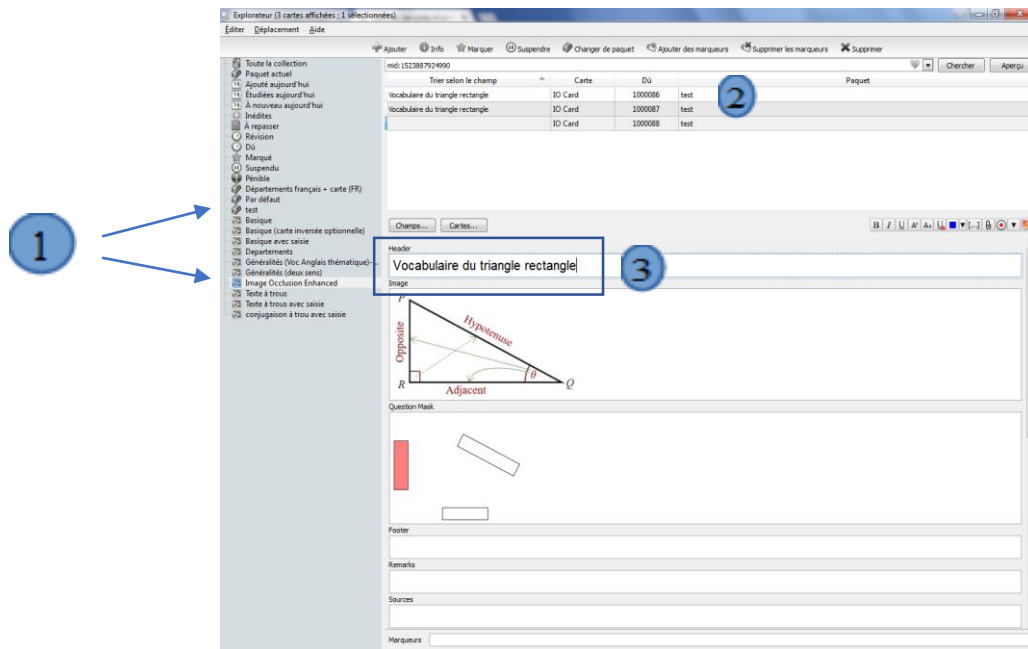 Explorateur (3 cartes affichées ; 1 sélectionnées)
Éditer Déplacement Aide
Ajouter Info Marquer Suspendre Changer de paquet Ajouter des marqueurs Supprimer les marqueurs Supprimer
Toute la collection
Paquet actuel
Ajouté aujourd'hui
Étudiées aujourd'hui
À nouveau aujourd'hui
Inédites
À repasser
Révision
Dû
Marqué
Suspendu
Pénible
Départements français + carte (FR)
Par défaut
test
Basique
Basique (carte inversée optionnelle)
Basique avec saisie
Departements
Généralités (Voc Anglais thématique)-...
Généralités (deux sens)
Image Occlusion Enhanced
Texte à trous
Texte à trous avec saisie
conjugaison à trou avec saisie
1
mid:1523887924990 Chercher Aperçu
Trier selon le champ Carte Dû Paquet
Vocabulaire du triangle rectangle IO Card 1000086 test
Vocabulaire du triangle rectangle IO Card 1000087 test
IO Card 1000088 test
2
Champs... Cartes...
B I U
Header
Vocabulaire du triangle rectangle
3
Image
P
Hypotenuse
Opposite
θ
R
Q
Adjacent
Question Mask
Footer
Remarks
Sources
Marqueurs